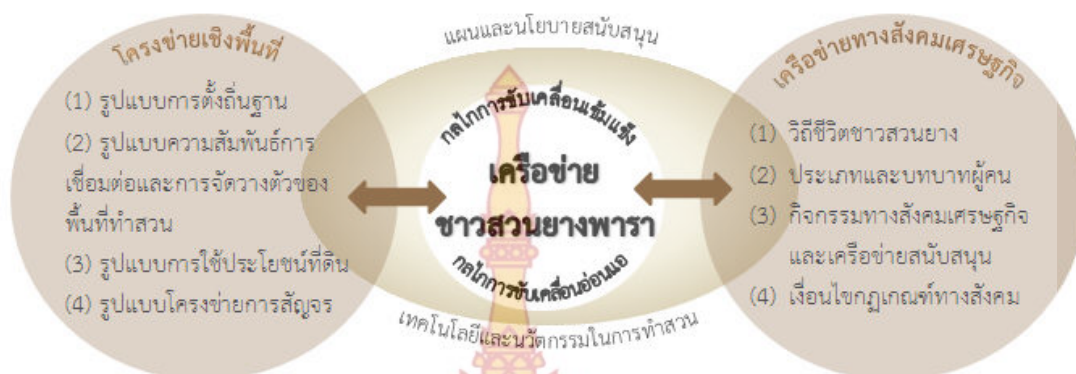 โครงข่ายเชิงพื้นที่
(1) รูปแบบการตั้งถิ่นฐาน
(2) รูปแบบความสัมพันธ์การ
เชื่อมต่อและการจัดวางตัวของ
พื้นที่ทำสวน
(3) รูปแบบการใช้ประโยชน์ที่ดิน
(4) รูปแบบโครงข่ายการสัญจร
แผนและนโยบายสนับสนุน
กลไกการขับเคลื่อนเข้มแข็ง
เครือข่าย
ชาวสวนยางพารา
กลไกการขับเคลื่อนอ่อนแอ
เทคโนโลยีและนวัตกรรมในการทำสวน
เครือข่ายทางสังคมเศรษฐกิจ
(1) วิถีชีวิตชาวสวนยาง
(2) ประเภทและบทบาทผู้คน
(3) กิจกรรมทางสังคมเศรษฐกิจ
และเครือข่ายสนับสนุน
(4) เงื่อนไขกฎเกณฑ์ทางสังคม